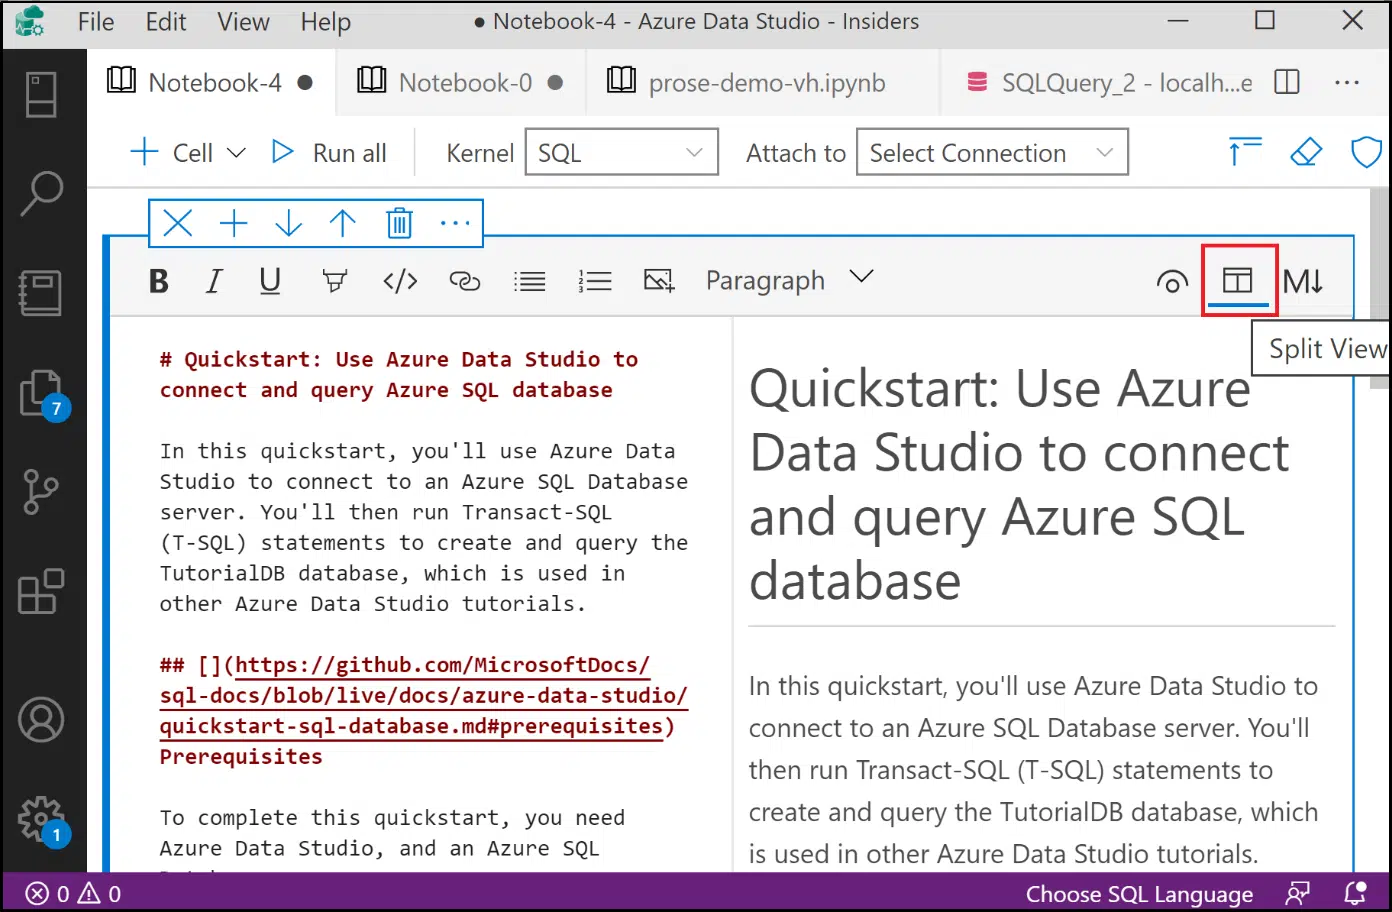 File Edit View Help ● Notebook-4 - Azure Data Studio - Insiders
Notebook-4 ● Notebook-0 ● prose-demo-vh.ipynb SQLQuery_2 - localh...e ...
Cell Run all Kernel SQL Attach to Select Connection
B I U </> Paragraph M↓
Split View
# Quickstart: Use Azure Data Studio to
connect and query Azure SQL database
In this quickstart, you'll use Azure Data
Studio to connect to an Azure SQL Database
server. You'll then run Transact-SQL
(T-SQL) statements to create and query the
TutorialDB database, which is used in
other Azure Data Studio tutorials.
## [](https://github.com/MicrosoftDocs/
sql-docs/blob/live/docs/azure-data-studio/
quickstart-sql-database.md#prerequisites)
Prerequisites
To complete this quickstart, you need
Azure Data Studio, and an Azure SQL
Quickstart: Use Azure
Data Studio to connect
and query Azure SQL
database
In this quickstart, you'll use Azure Data Studio to
connect to an Azure SQL Database server. You'll
then run Transact-SQL (T-SQL) statements to
create and query the TutorialDB database, which
is used in other Azure Data Studio tutorials.
7
1
0 0 Choose SQL Language